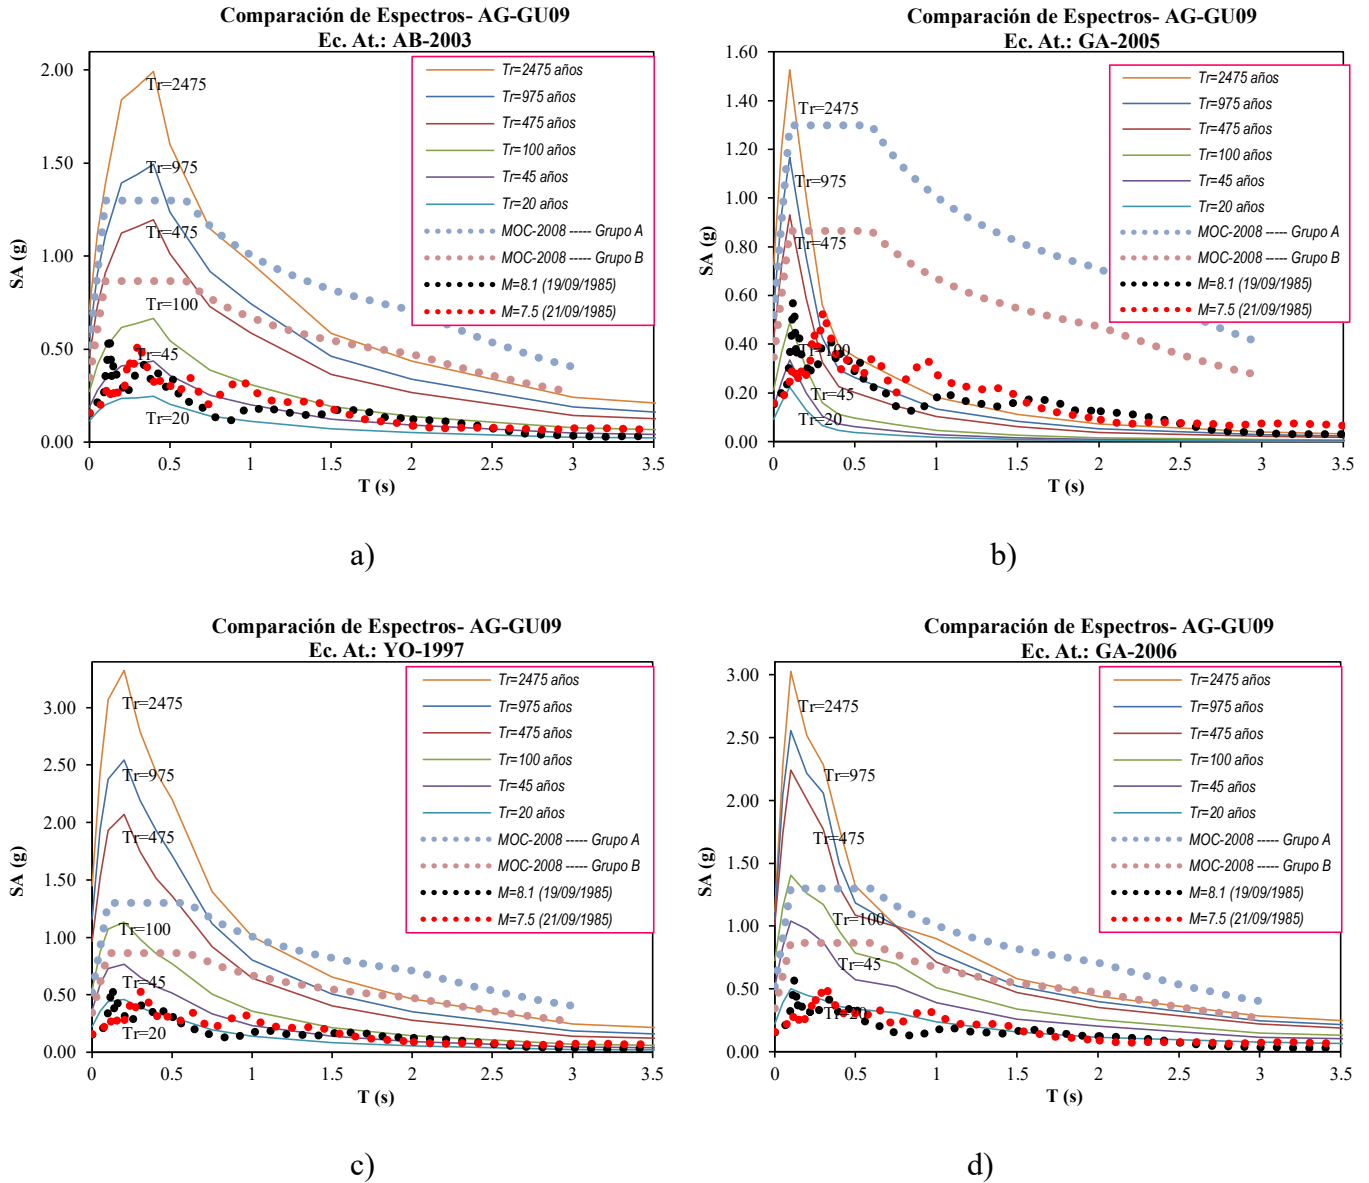 Comparación de Espectros- AG-GU09
Ec. At.: AB-2003
SA (g)
2.00
1.50
1.00
0.50
0.00
0
0.5
1
1.5
2
2.5
3
3.5
T (s)
Tr=2475
Tr=975
Tr=475
Tr=100
Tr=45
Tr=20
Tr=2475 años
Tr=975 años
Tr=475 años
Tr=100 años
Tr=45 años
Tr=20 años
MOC-2008 ----- Grupo A
MOC-2008 ----- Grupo B
M=8.1 (19/09/1985)
M=7.5 (21/09/1985)
a)
Comparación de Espectros- AG-GU09
Ec. At.: GA-2005
SA (g)
1.60
1.40
1.20
1.00
0.80
0.60
0.40
0.20
0.00
0
0.5
1
1.5
2
2.5
3
3.5
T (s)
Tr=2475
Tr=975
Tr=475
Tr=100
Tr=45
Tr=20
Tr=2475 años
Tr=975 años
Tr=475 años
Tr=100 años
Tr=45 años
Tr=20 años
MOC-2008 ----- Grupo A
MOC-2008 ----- Grupo B
M=8.1 (19/09/1985)
M=7.5 (21/09/1985)
b)
Comparación de Espectros- AG-GU09
Ec. At.: YO-1997
SA (g)
3.00
2.50
2.00
1.50
1.00
0.50
0.00
0
0.5
1
1.5
2
2.5
3
3.5
T (s)
Tr=2475
Tr=975
Tr=475
Tr=100
Tr=45
Tr=20
Tr=2475 años
Tr=975 años
Tr=475 años
Tr=100 años
Tr=45 años
Tr=20 años
MOC-2008 ----- Grupo A
MOC-2008 ----- Grupo B
M=8.1 (19/09/1985)
M=7.5 (21/09/1985)
c)
Comparación de Espectros- AG-GU09
Ec. At.: GA-2006
SA (g)
3.00
2.50
2.00
1.50
1.00
0.50
0.00
0
0.5
1
1.5
2
2.5
3
3.5
T (s)
Tr=2475
Tr=975
Tr=475
Tr=100
Tr=45
Tr=20
Tr=2475 años
Tr=975 años
Tr=475 años
Tr=100 años
Tr=45 años
Tr=20 años
MOC-2008 ----- Grupo A
MOC-2008 ----- Grupo B
M=8.1 (19/09/1985)
M=7.5 (21/09/1985)
d)